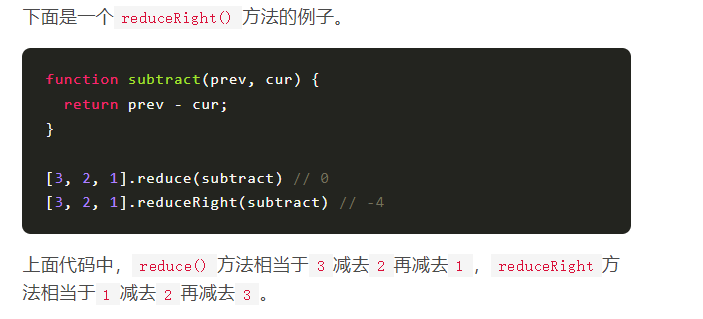 下面是一个 reduceRight() 方法的例子。
function subtract(prev, cur) {
  return prev - cur;
}

[3, 2, 1].reduce(subtract) // 0
[3, 2, 1].reduceRight(subtract) // -4
上面代码中， reduce() 方法相当于 3 减去 2 再减去 1 ， reduceRight 方
法相当于 1 减去 2 再减去 3 。